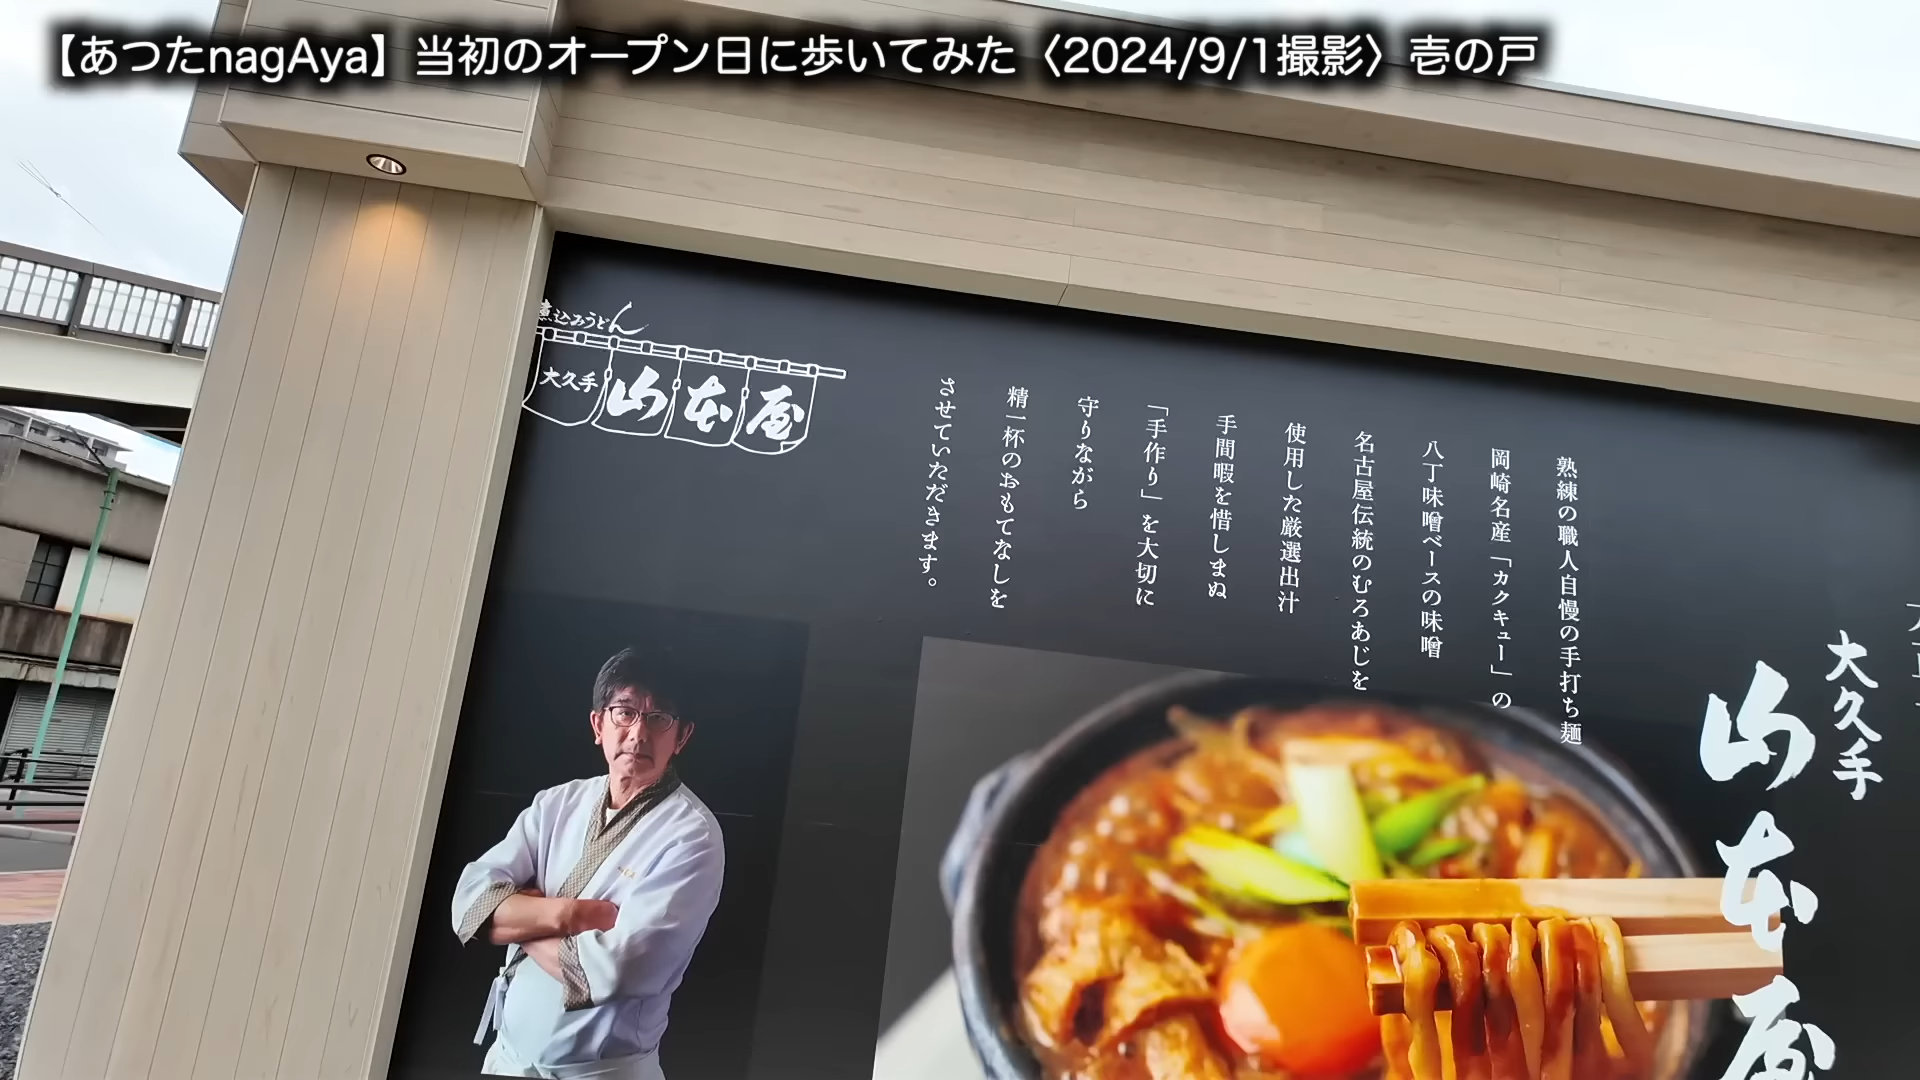 【あつたnagAya】当初のオープン日に歩いてみた〈2024/9/1撮影〉壱の戸
煮込みうどん
大久手
山本屋
大久手
山本屋
熟練の職人自慢の手打ち麺
岡崎名産「カクキュー」の
八丁味噌ベースの味噌
名古屋伝統のむろあじを
使用した厳選出汁
手間暇を惜しまぬ
「手作り」を大切に
守りながら
精一杯のおもてなしを
させていただきます。